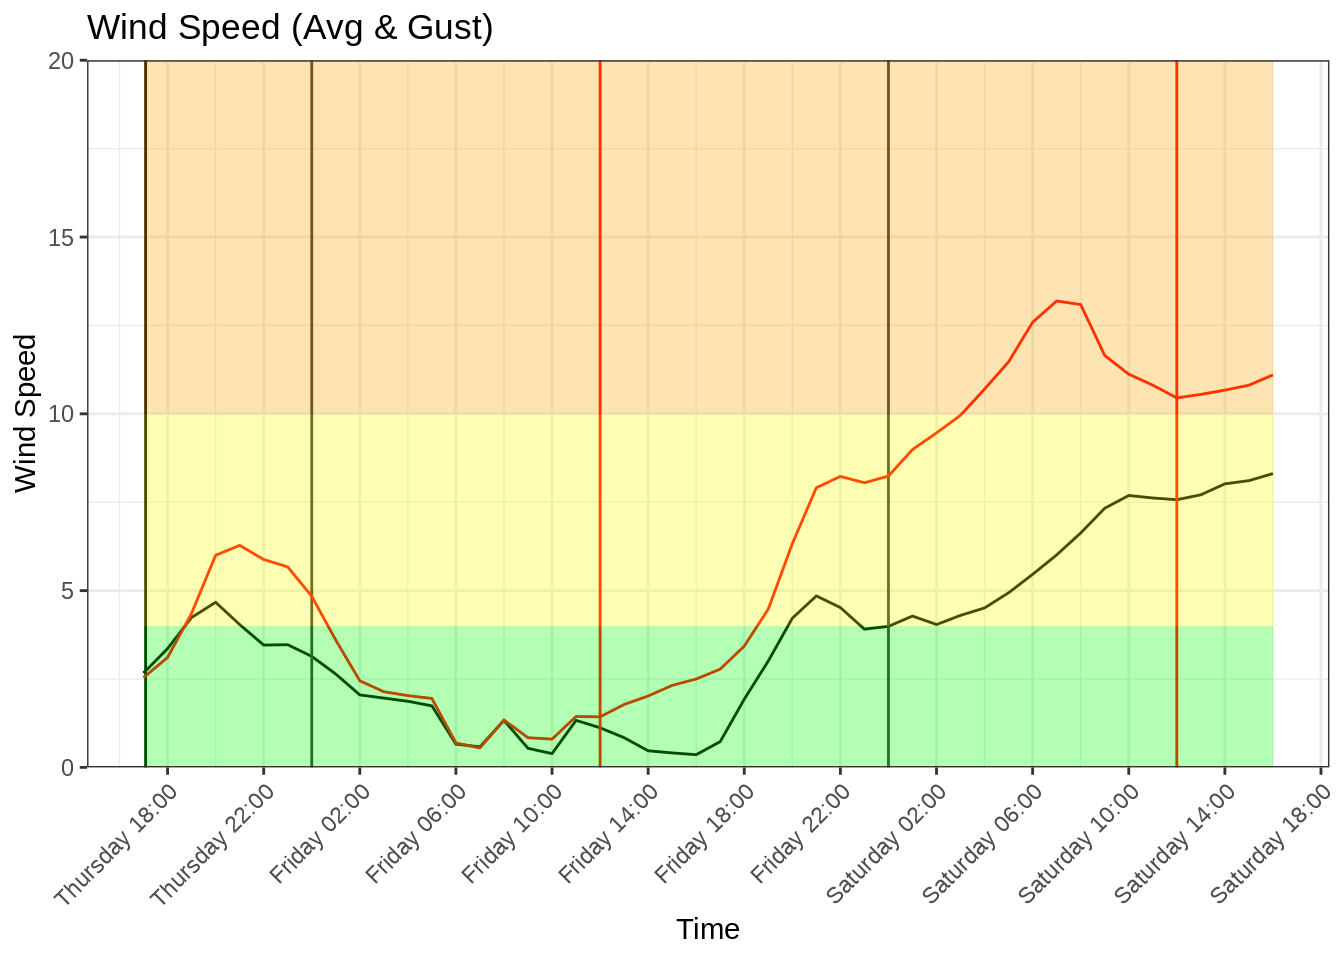 Wind Speed (Avg & Gust)
20
15
10
5
0
Wind Speed
Thursday 18:00
Thursday 22:00
Friday 02:00
Friday 06:00
Friday 10:00
Friday 14:00
Friday 18:00
Friday 22:00
Saturday 02:00
Saturday 06:00
Saturday 10:00
Saturday 14:00
Saturday 18:00
Time